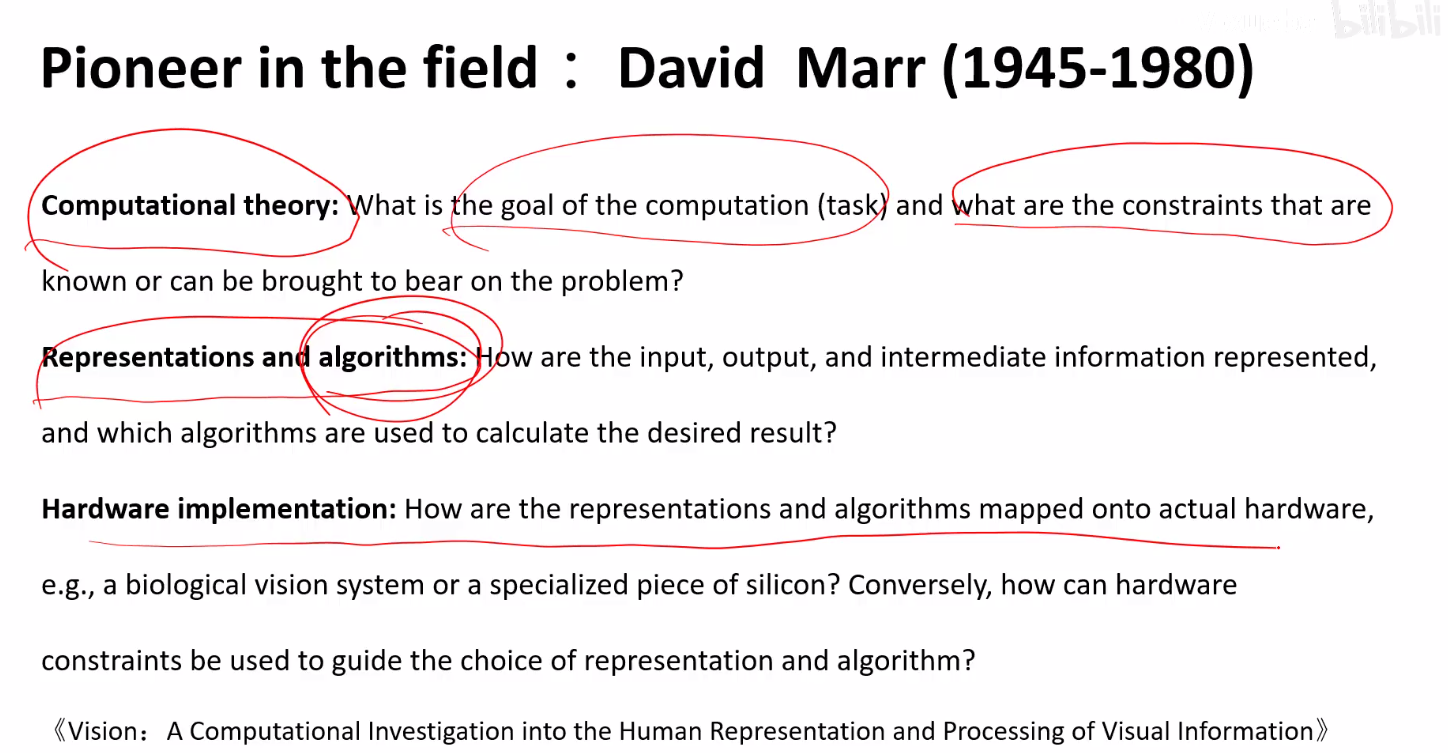 bilibili
Pioneer in the field： David Marr (1945-1980)
Computational theory: What is the goal of the computation (task) and what are the constraints that are
known or can be brought to bear on the problem?
Representations and algorithms: How are the input, output, and intermediate information represented,
and which algorithms are used to calculate the desired result?
Hardware implementation: How are the representations and algorithms mapped onto actual hardware,
e.g., a biological vision system or a specialized piece of silicon? Conversely, how can hardware
constraints be used to guide the choice of representation and algorithm?
《Vision：A Computational Investigation into the Human Representation and Processing of Visual Information》